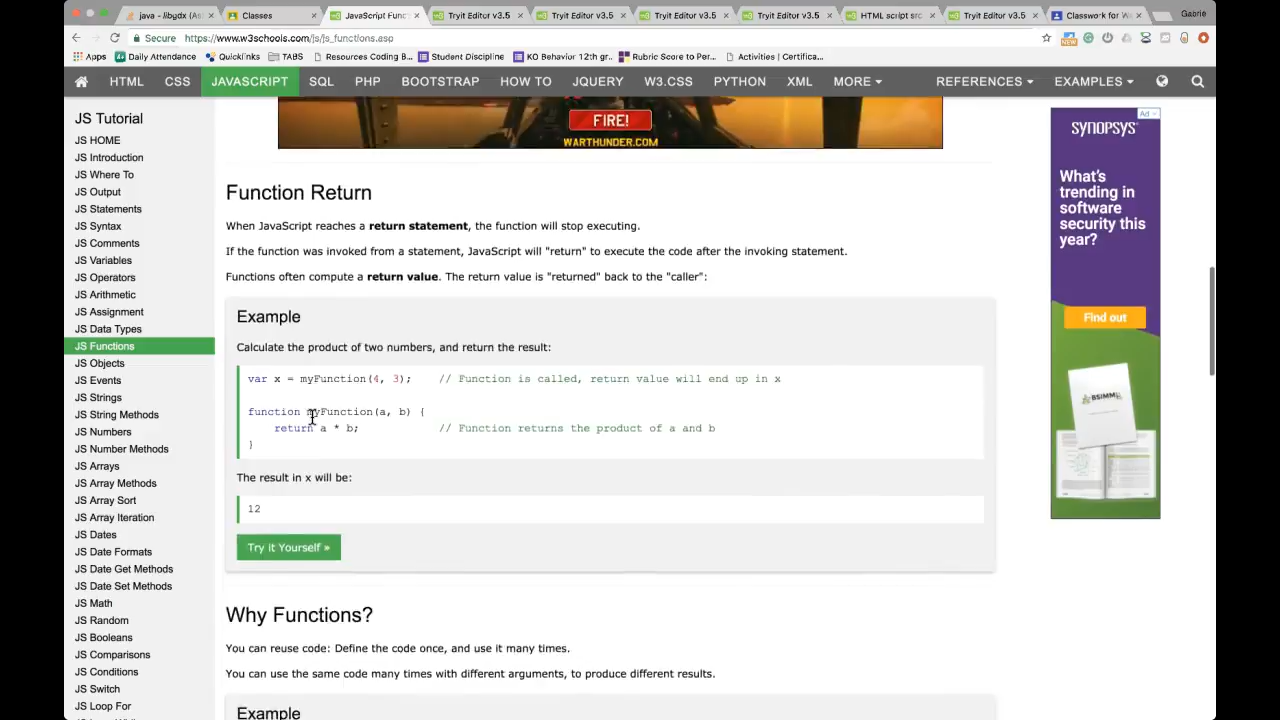 java - libgdx (As
Classes
JavaScript Func
Tryit Editor v3.5
Tryit Editor v3.5
Tryit Editor v3.5
Tryit Editor v3.5
HTML script src
Tryit Editor v3.5
Classwork for W
Gabrie
Secure
https://www.w3schools.com/js/js_functions.asp
Apps
Daily Attendance
Quicklinks
TABS
Resources Coding B...
Student Discipline
KO Behavior 12th gr...
Rubric Score to Per...
Activities | Certifica...
HTML
CSS
JAVASCRIPT
SQL
PHP
BOOTSTRAP
HOW TO
JQUERY
W3.CSS
PYTHON
XML
MORE
REFERENCES
EXAMPLES
JS Tutorial
JS HOME
JS Introduction
JS Where To
JS Output
JS Statements
JS Syntax
JS Comments
JS Variables
JS Operators
JS Arithmetic
JS Assignment
JS Data Types
JS Functions
JS Objects
JS Events
JS Strings
JS String Methods
JS Numbers
JS Number Methods
JS Arrays
JS Array Methods
JS Array Sort
JS Array Iteration
JS Dates
JS Date Formats
JS Date Get Methods
JS Date Set Methods
JS Math
JS Random
JS Booleans
JS Comparisons
JS Conditions
JS Switch
JS Loop For
FIRE!
WARTHUNDER.COM
Function Return
When JavaScript reaches a return statement, the function will stop executing.
If the function was invoked from a statement, JavaScript will "return" to execute the code after the invoking statement.
Functions often compute a return value. The return value is "returned" back to the "caller":
Example
Calculate the product of two numbers, and return the result:
var x = myFunction(4, 3);    // Function is called, return value will end up in x
function myFunction(a, b) {
return a * b;    // Function returns the product of a and b
}
The result in x will be:
12
Try it Yourself »
Why Functions?
You can reuse code: Define the code once, and use it many times.
You can use the same code many times with different arguments, to produce different results.
Example
Ad
SYNOPSYS
What's
trending in
software
security this
year?
Find out
BSIMM